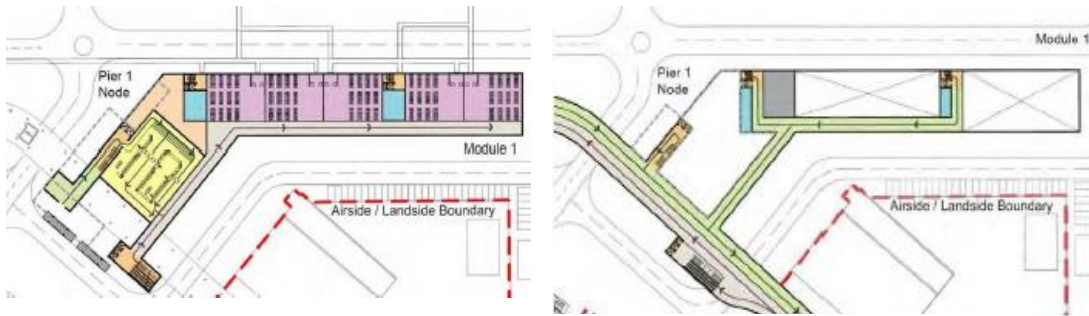 Pier 1
Node
Module 1
Airside / Landside Boundary
Module 1
Pier 1
Node
Airside / Landside Boundary